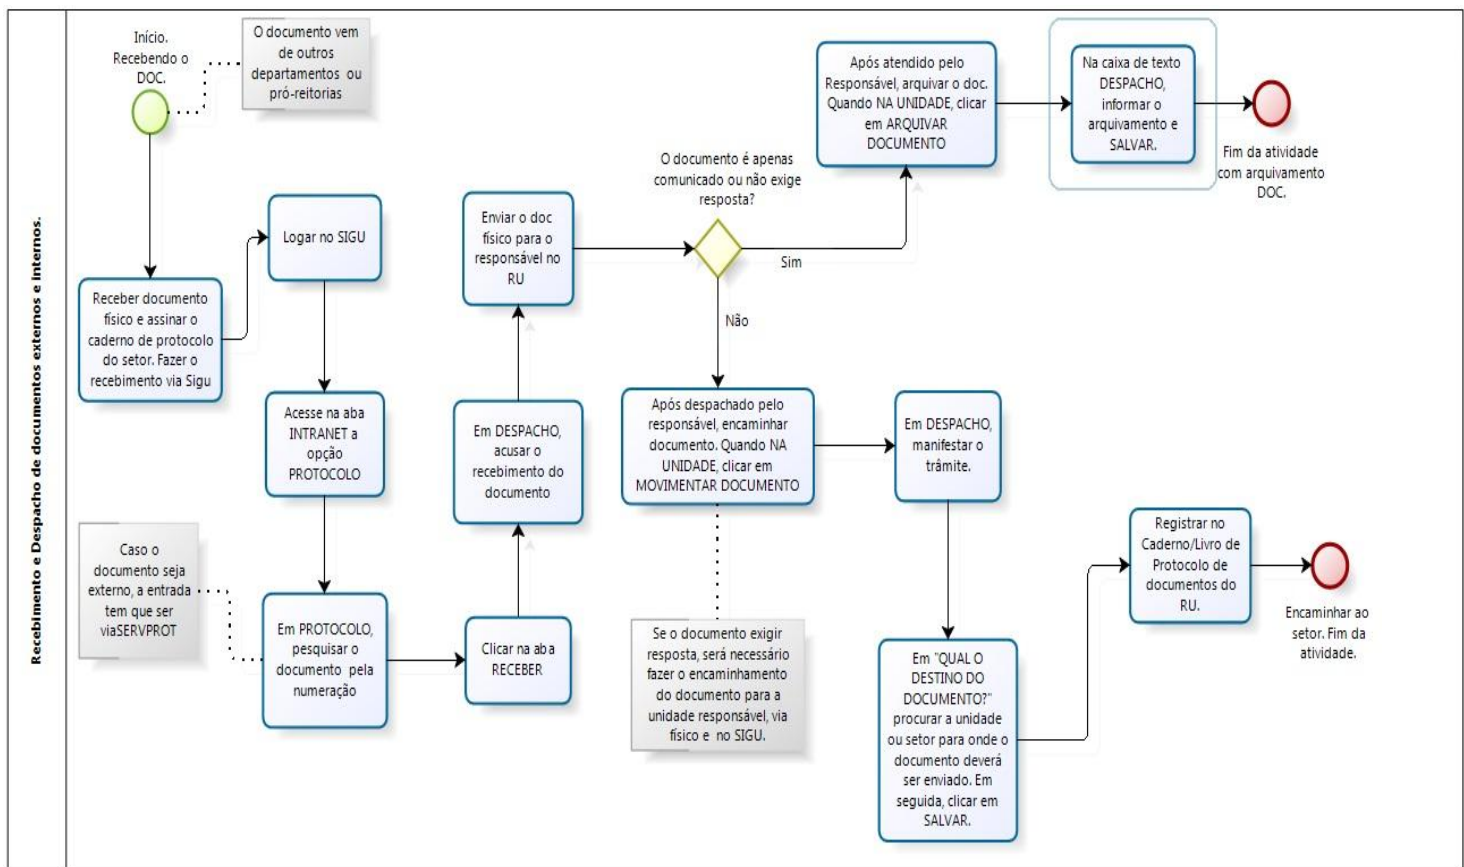 Recebimento e Despacho de documentos externos e internos.
Início.
Recebendo o
DOC.
O documento vem
de outros
departamentos ou
pró-reitorias
Receber documento
físico e assinar o
caderno de protocolo
do setor. Fazer o
recebimento via Sigu
Logar no SIGU
Acesse na aba
INTRANET a
opção
PROTOCOLO
Caso o
documento seja
externo, a entrada
tem que ser
viaSERVPROT
Em PROTOCOLO,
pesquisar o
documento pela
numeração
Clicar na aba
RECEBER
Em DESPACHO,
acusar o
recebimento do
documento
Enviar o doc
físico para o
responsável no
RU
O documento é apenas
comunicado ou não exige
resposta?
Sim
Não
Após atendido pelo
Responsável, arquivar o doc.
Quando NA UNIDADE, clicar
em ARQUIVAR
DOCUMENTO
Na caixa de texto
DESPACHO,
informar o
arquivamento e
SALVAR.
Fim da atividade
com arquivamento
DOC.
Após despachado pelo
responsável, encaminhar
documento. Quando NA
UNIDADE, clicar em
MOVIMENTAR DOCUMENTO
Se o documento exigir
resposta, será necessário
fazer o encaminhamento
do documento para a
unidade responsável, via
físico e no SIGU.
Em DESPACHO,
manifestar o
trâmite.
Em "QUAL O
DESTINO DO
DOCUMENTO?"
procurar a unidade
ou setor para onde o
documento deverá
ser enviado. Em
seguida, clicar em
SALVAR.
Registrar no
Caderno/Livro de
Protocolo de
documentos do
RU.
Encaminhar ao
setor. Fim da
atividade.